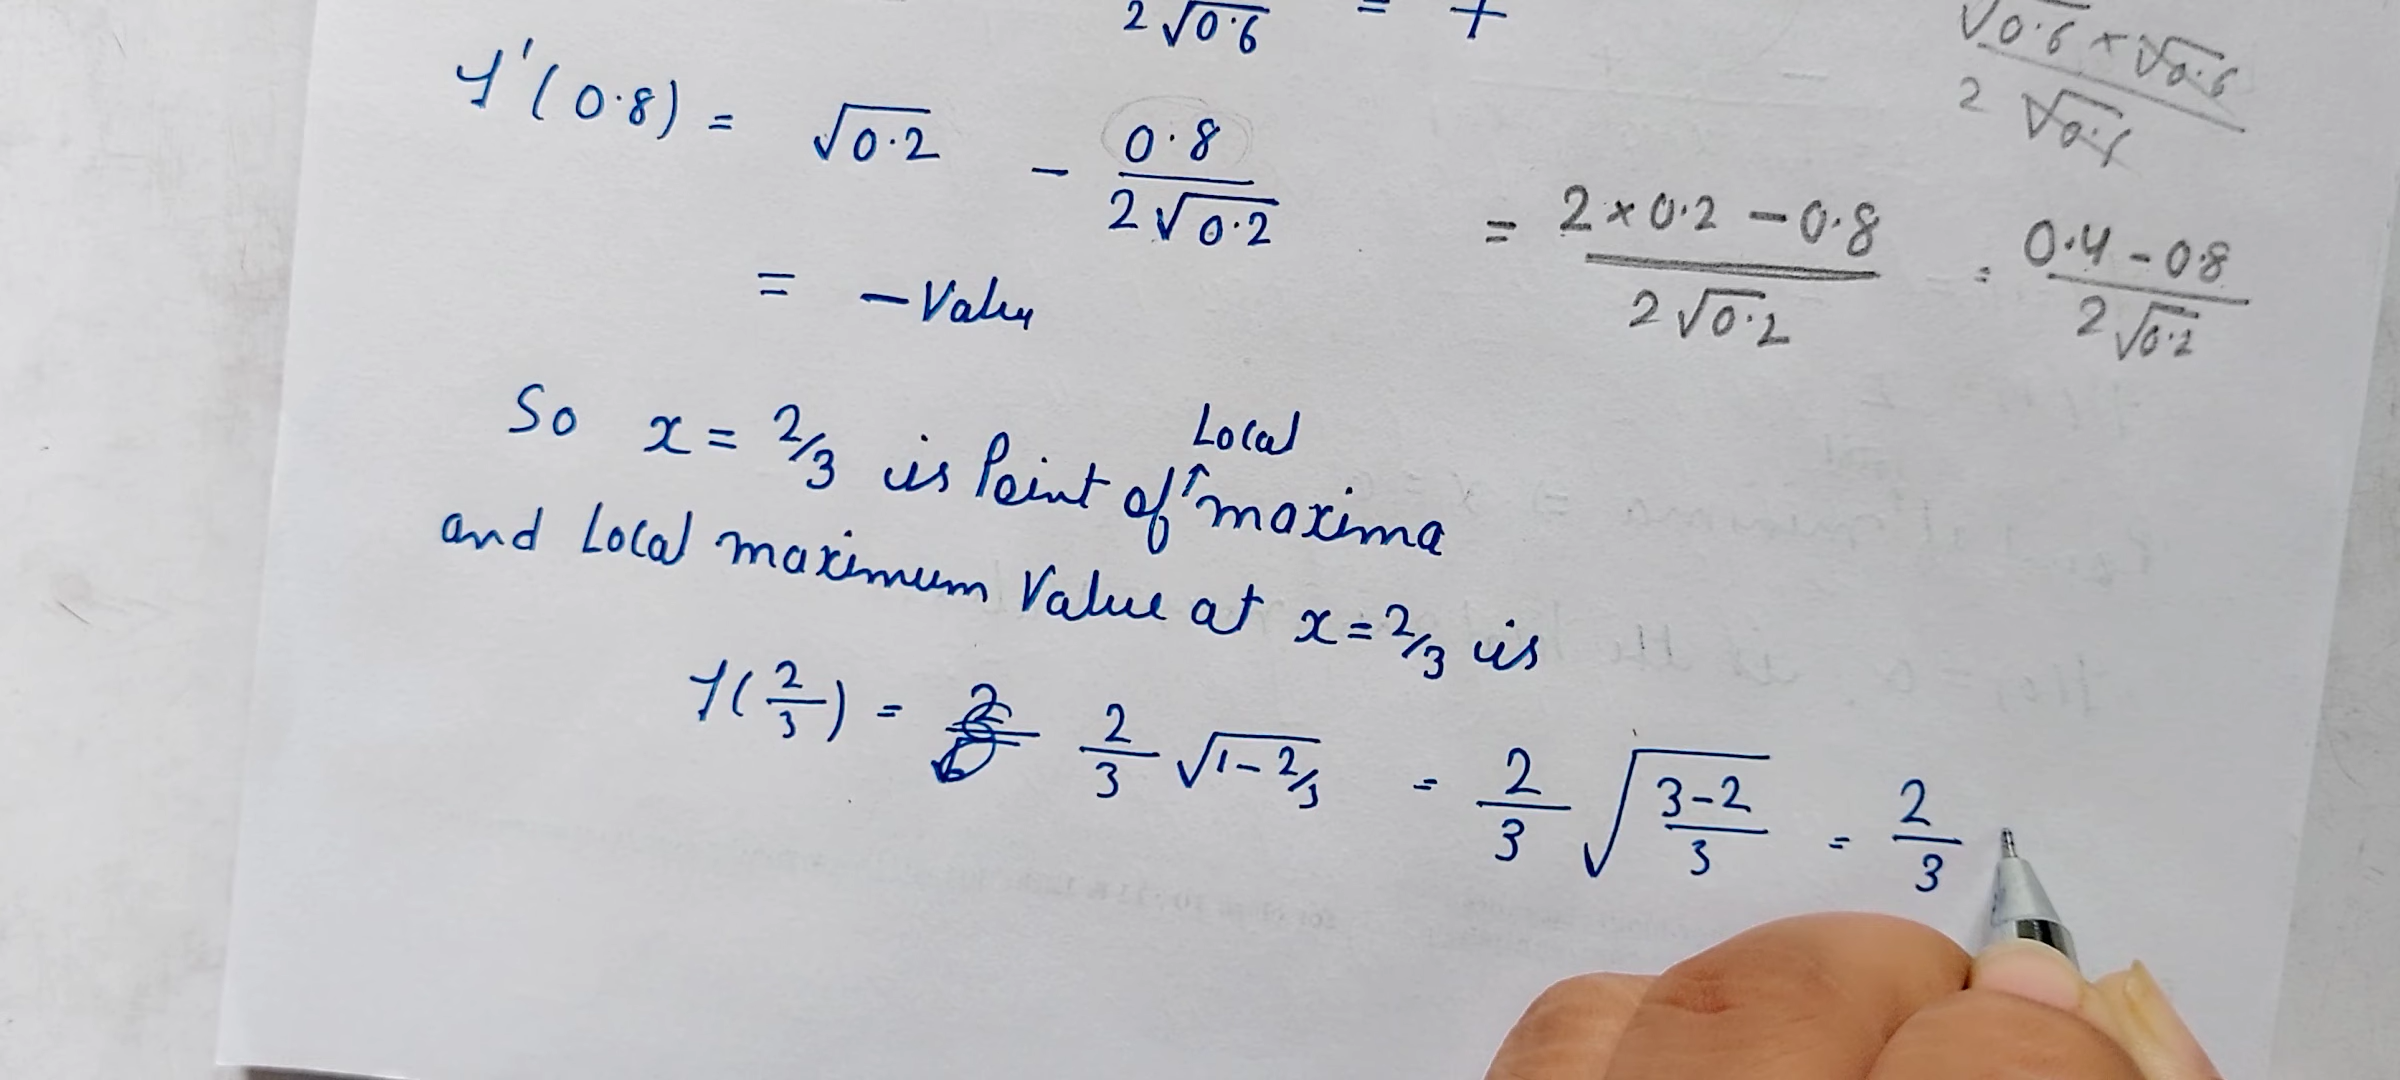 2√0.6 = +
√0.6 × √0.6
2 √0.6
f'(0.8) = √0.2 - 0.8/2√0.2 = 2×0.2-0.8/2√0.2 = 0.4-0.8/2√0.2
= - Value
So x = 2/3 is Point of Local maxima
and Local maximum Value at x = 2/3 is
f(2/3) = 2/3 √1-2/3 = 2/3 √3-2/3 = 2/3